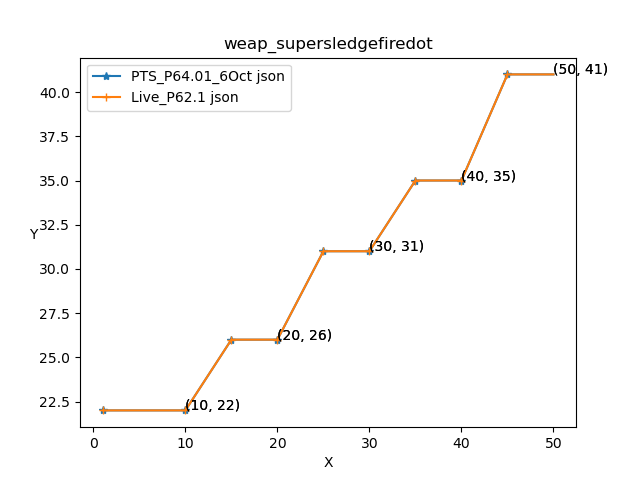 weap_supersledgefiredot
PTS_P64.01_6Oct json
Live_P62.1 json
(50, 41)
(40, 35)
(30, 31)
(20, 26)
(10, 22)
Y
40.0
37.5
35.0
32.5
30.0
27.5
25.0
22.5
0 10 20 30 40 50
X